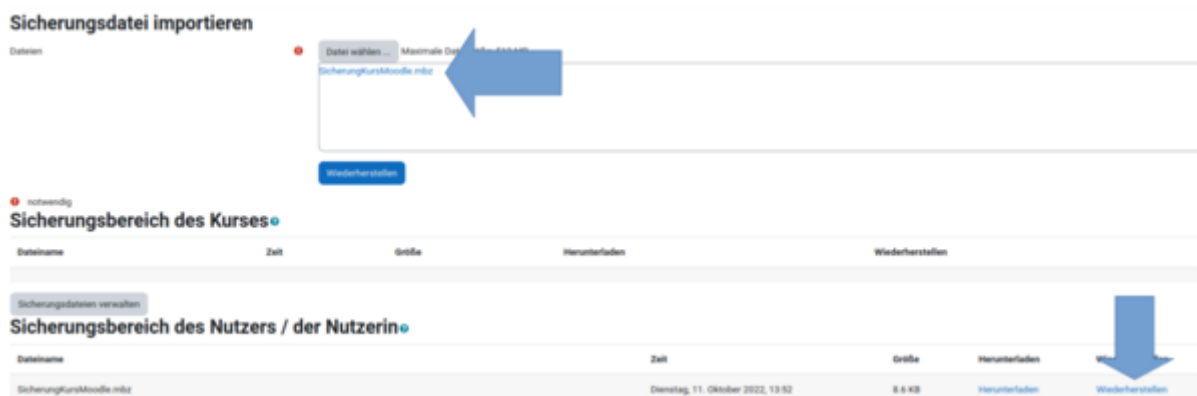 Sicherungsdatei importieren
Dateien
Datei wählen ... Maximale
SicherungKursMoodle.mbz
Wiederherstellen
notwendig
Sicherungsbereich des Kurses
Dateiname Zeit Größe Herunterladen Wiederherstellen
Sicherungsdateien verwalten
Sicherungsbereich des Nutzers / der Nutzerin
Dateiname Zeit Größe Herunterladen
SicherungKursMoodle.mbz Dienstag, 11. Oktober 2022, 13:52 8.6 KB Herunterladen Wiederherstellen